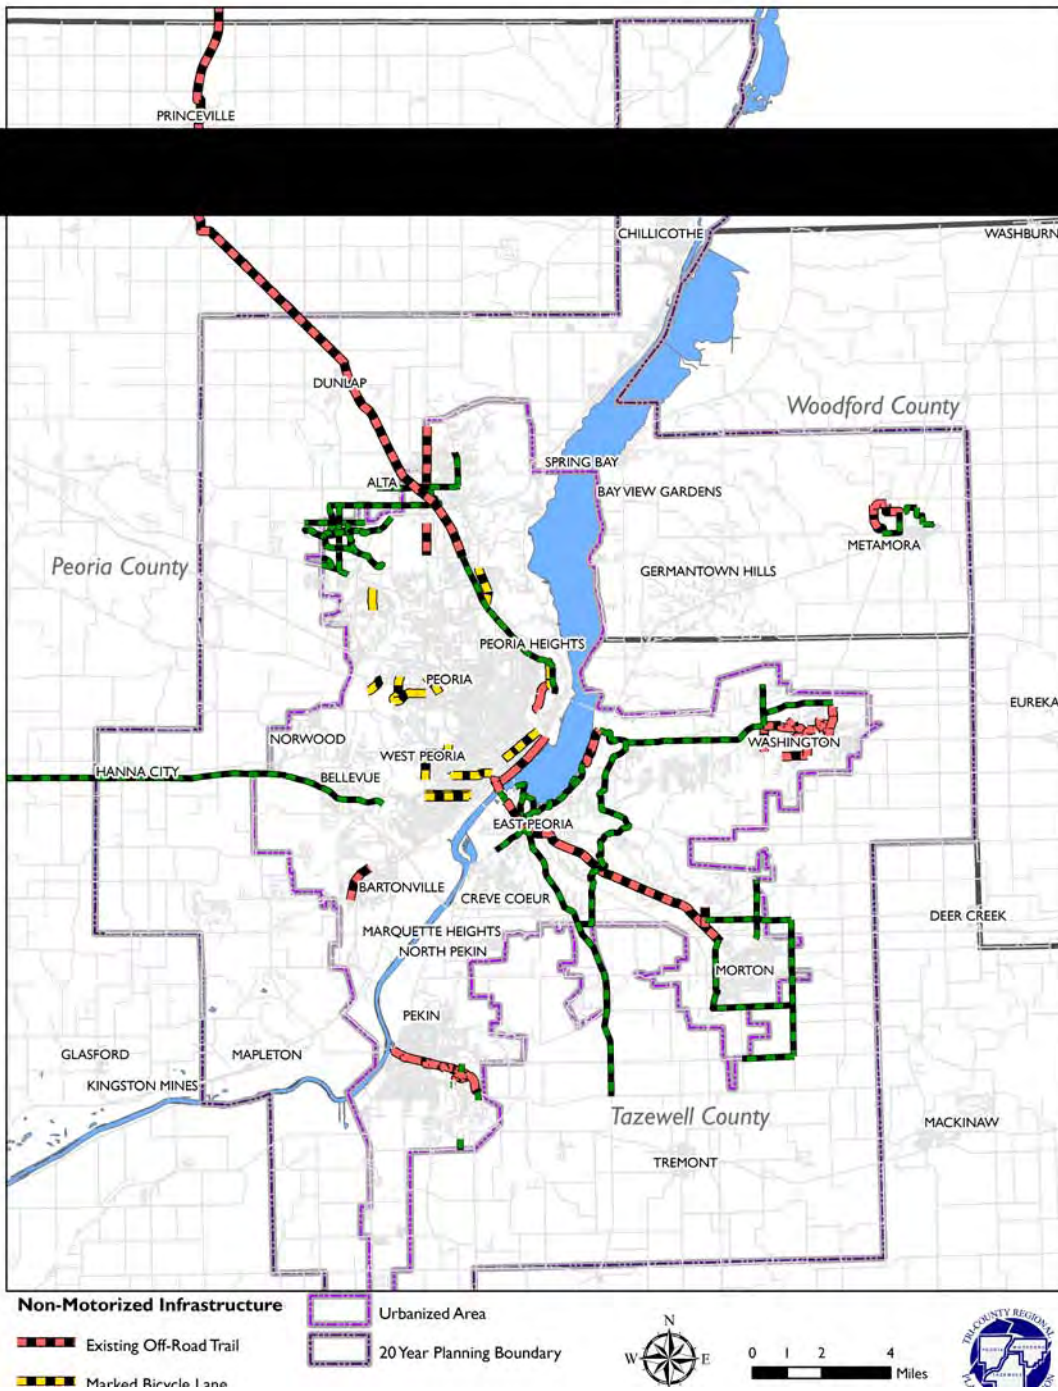 PRINCEVILLE
CHILLICOTHE
WASHBURN
DUNLAP
Woodford County
SPRING BAY
ALTA
BAY VIEW GARDENS
METAMORA
Peoria County
GERMANTOWN HILLS
PEORIA HEIGHTS
PEORIA
EUREKA
NORWOOD
WASHINGTON
WEST PEORIA
HANNA CITY
BELLEVUE
EAST PEORIA
BARTONVILLE
CREVE COEUR
DEER CREEK
MARQUETTE HEIGHTS
NORTH PEKIN
MORTON
PEKIN
GLASFORD
MAPLETON
KINGSTON MINES
Tazewell County
MACKINAW
TREMONT
Non-Motorized Infrastructure
Existing Off-Road Trail
Marked Bicycle Lane
Urbanized Area
20 Year Planning Boundary
N
W
E
S
0 1 2 4
Miles
TRI-COUNTY REGIONAL
PEORIA
WOODFORD
TAZEWELL